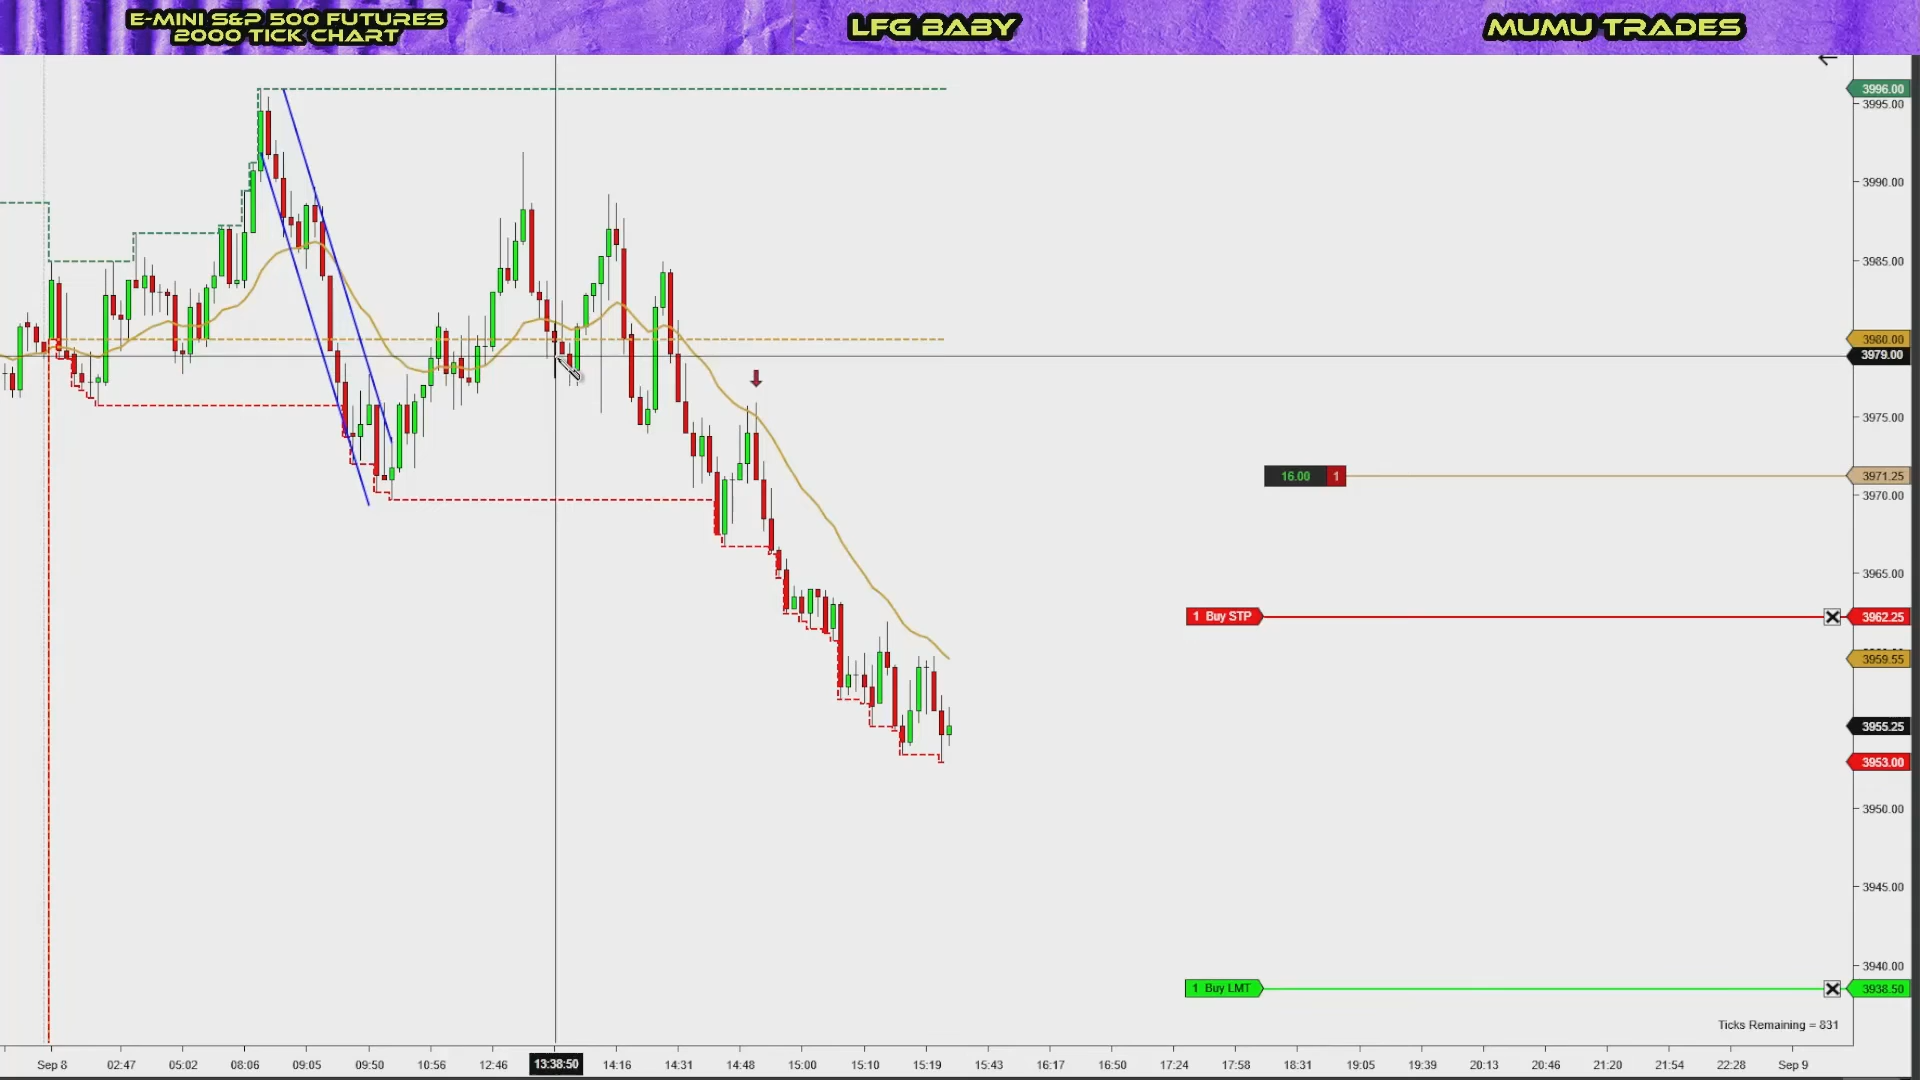 E-MINI S&P 500 FUTURES
2000 TICK CHART
LFG BABY
MUMU TRADES
3996.00
3995.00
3990.00
3985.00
3980.00
3979.00
3975.00
16.00 1
3971.25
3970.00
3965.00
1 Buy STP
3962.25
3959.55
3955.25
3953.00
3950.00
3945.00
3940.00
1 Buy LMT
3938.50
Ticks Remaining = 831
Sep 8 02:47 05:02 08:06 09:05 09:50 10:56 12:46 13:38:50 14:16 14:31 14:48 15:00 15:10 15:19 15:43 16:17 16:50 17:24 17:58 18:31 19:05 19:39 20:13 20:46 21:20 21:54 22:28 Sep 9